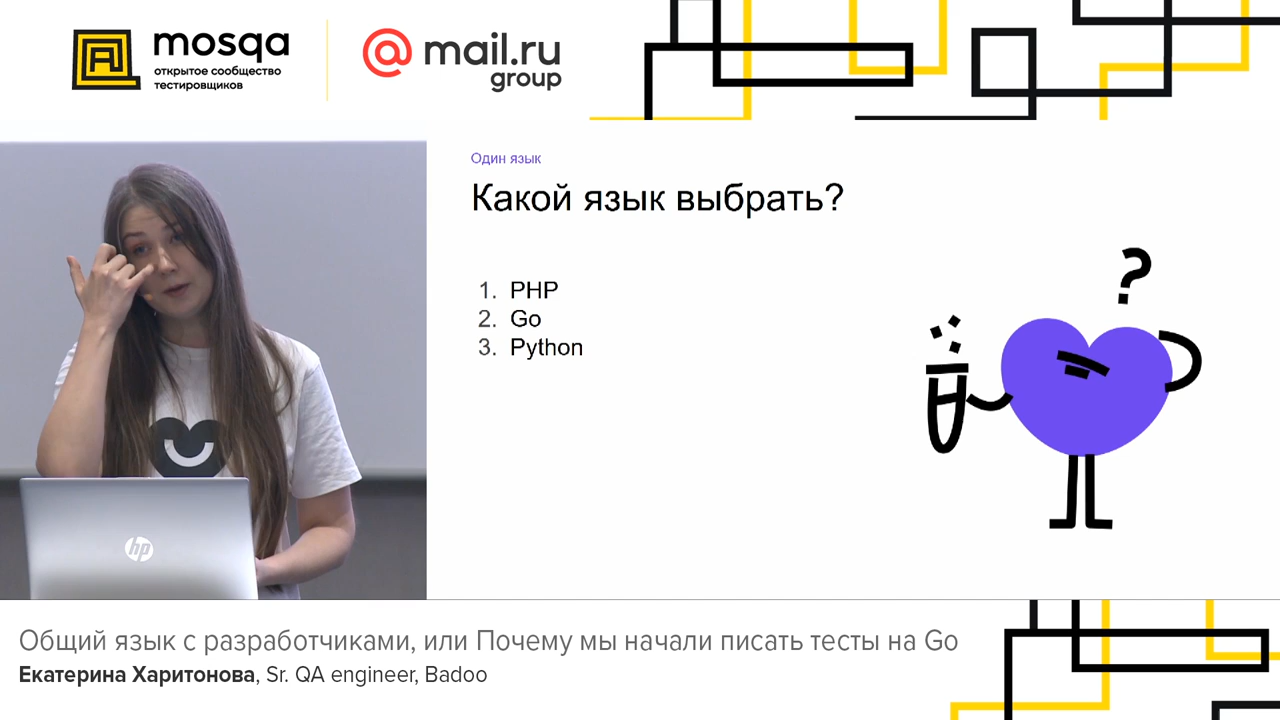 mosqa
открытое сообщество
тестировщиков
@mail.ru
group
Один язык
Какой язык выбрать?
1. PHP
2. Go
3. Python
hp
Общий язык с разработчиками, или Почему мы начали писать тесты на Go
Екатерина Харитонова, Sr. QA engineer, Badoo